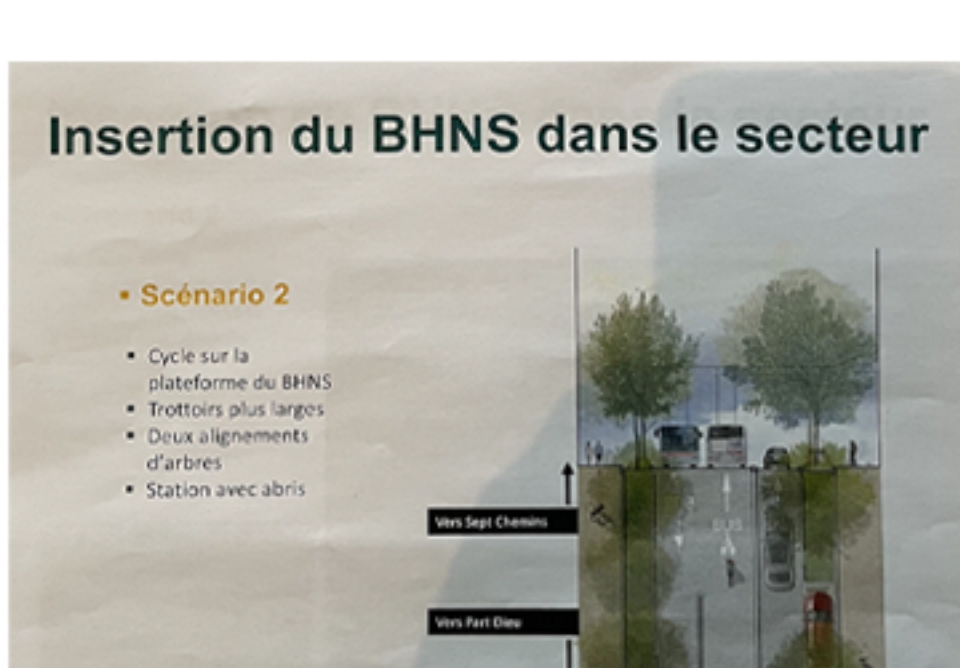 Insertion du BHNS dans le secteur
▪ Scénario 2
▪ Cycle sur la
plateforme du BHNS
▪ Trottoirs plus larges
▪ Deux alignements
d'arbres
▪ Station avec abris
Vers Sept Chemins
BUS
Vers Part Dieu